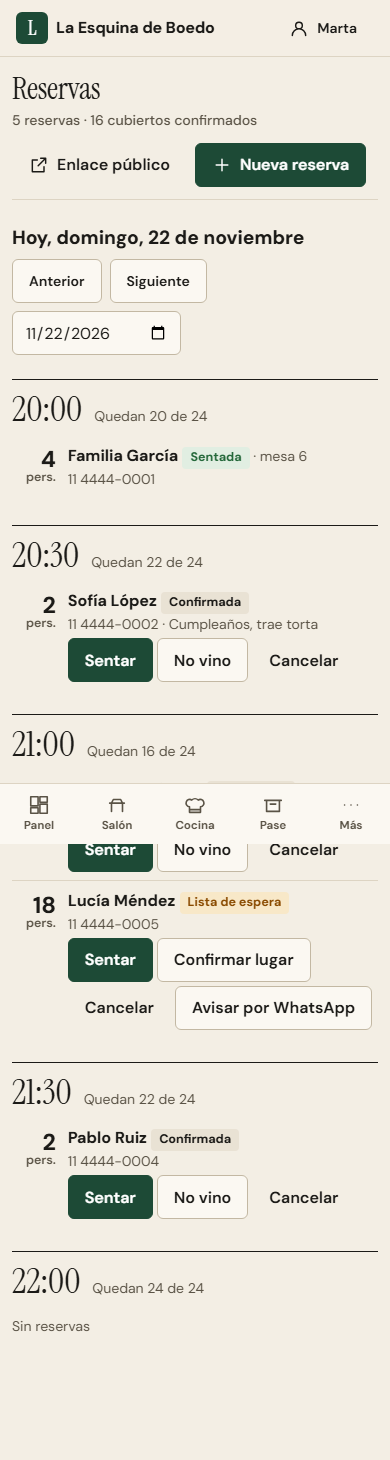 L La Esquina de Boedo Marta
Reservas
5 reservas · 16 cubiertos confirmados
Enlace público Nueva reserva
Hoy, domingo, 22 de noviembre
Anterior Siguiente
11/22/2026
20:00 Quedan 20 de 24
4 Familia García Sentada · mesa 6
pers. 11 4444-0001
20:30 Quedan 22 de 24
2 Sofía López Confirmada
pers. 11 4444-0002 · Cumpleaños, trae torta
Sentar No vino Cancelar
21:00 Quedan 16 de 24
Panel Salón Cocina Pase Más
Sentar No vino Cancelar
18 Lucía Méndez Lista de espera
pers. 11 4444-0005
Sentar Confirmar lugar
Cancelar Avisar por WhatsApp
21:30 Quedan 22 de 24
2 Pablo Ruiz Confirmada
pers. 11 4444-0004
Sentar No vino Cancelar
22:00 Quedan 24 de 24
Sin reservas